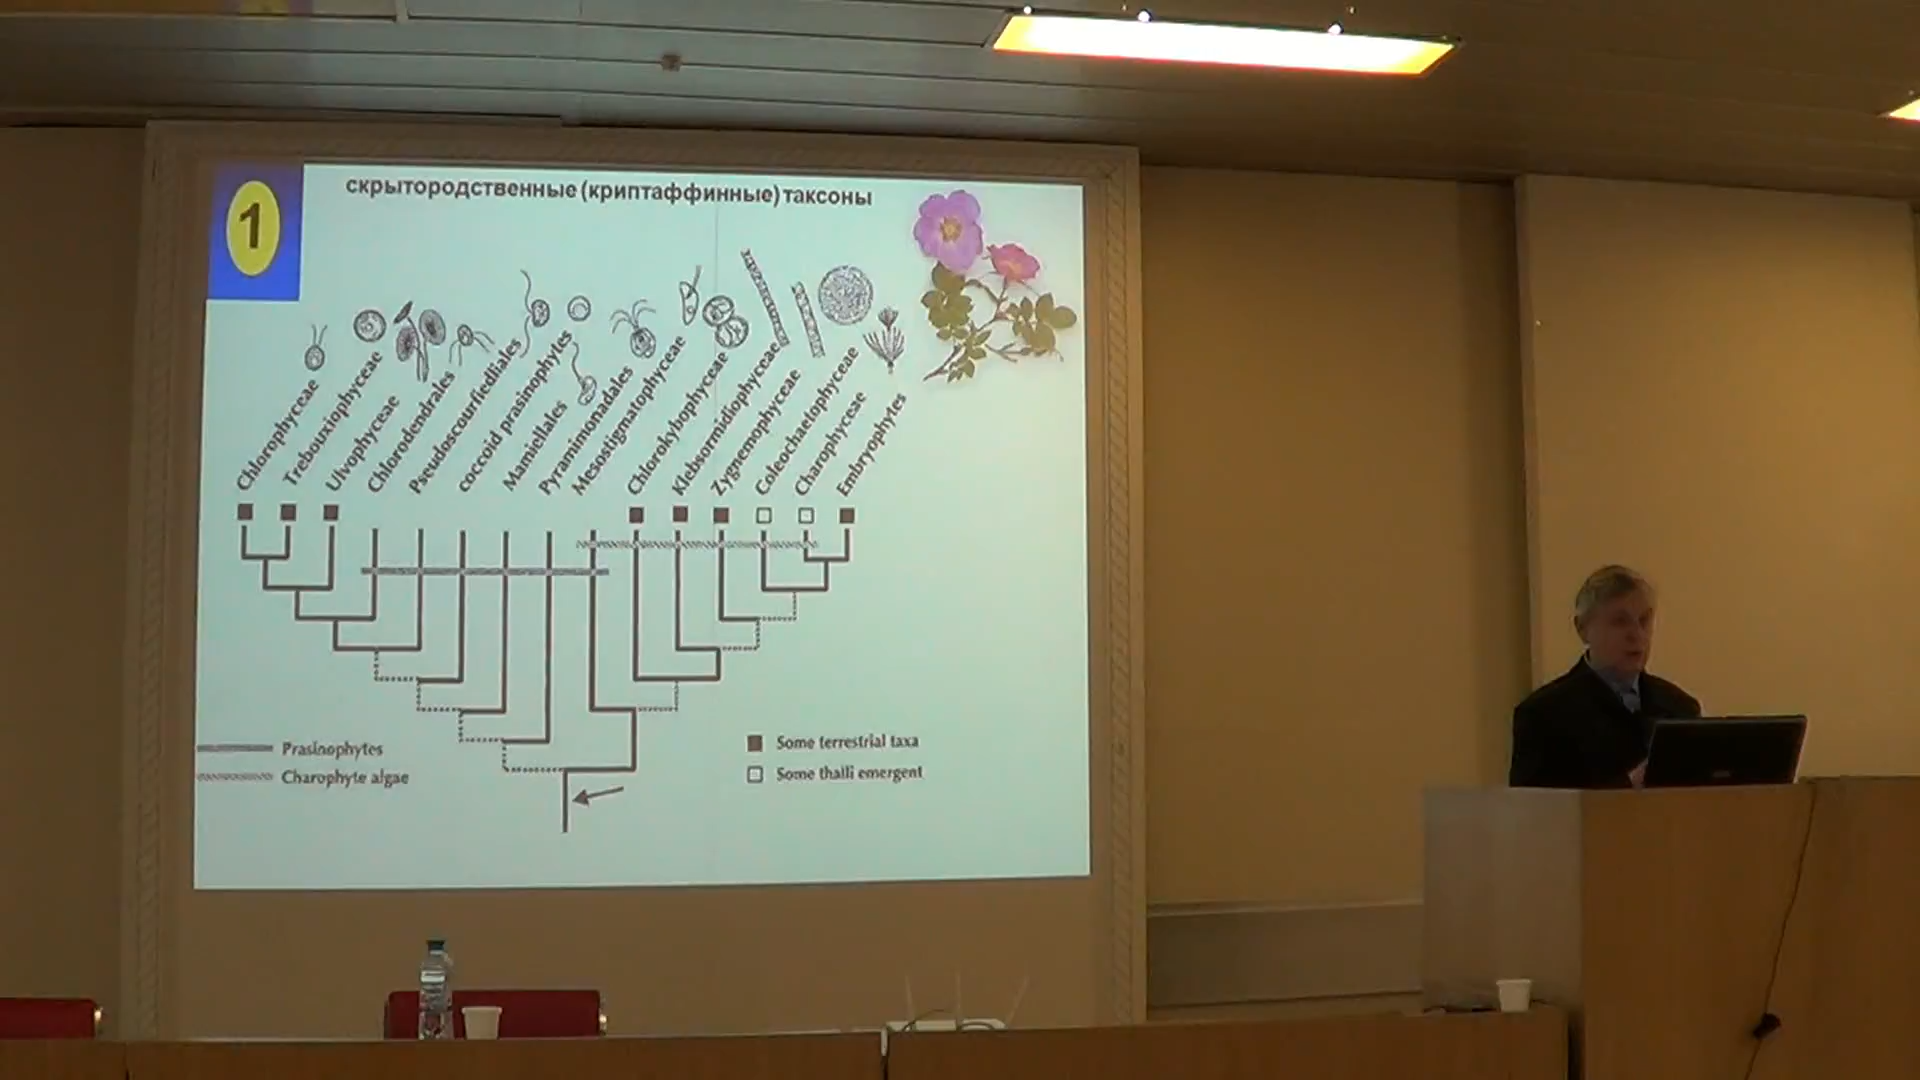 1
скрытородственные (криптаффинные) таксоны
Chlorophyceae
Trebouxiophyceae
Ulvophyceae
Chlorodendrales
Pseudoscourfiedliales
coccoid prasinophytes
Mamiellales
Pyramimonadales
Mesostigmatophyceae
Chlorokybophyceae
Klebsormidiophyceae
Zygnemophyceae
Coleochaetophyceae
Charophyceae
Embryophytes
Prasinophytes
Charophyte algae
Some terrestrial taxa
Some thalli emergent